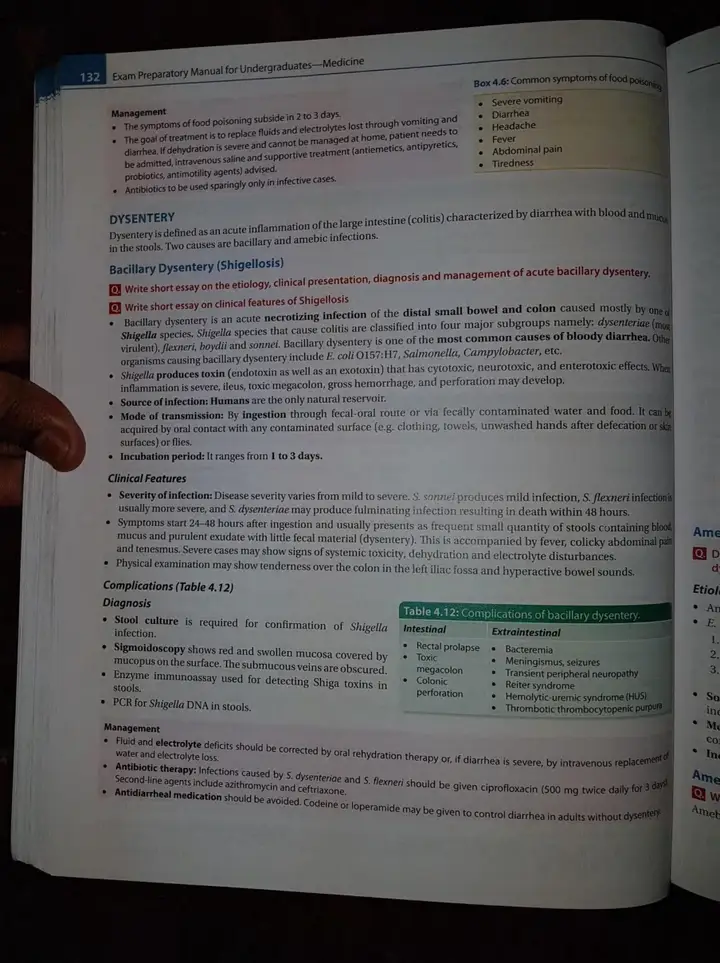 132 Exam Preparatory Manual for Undergraduates—Medicine
Management
• The symptoms of food poisoning subside in 2 to 3 days.
• The goal of treatment is to replace fluids and electrolytes lost through vomiting and
diarrhea. If dehydration is severe and cannot be managed at home, patient needs to
be admitted, intravenous saline and supportive treatment (antiemetics, antipyretics,
probiotics, antimotility agents) advised.
• Antibiotics to be used sparingly only in infective cases.
Box 4.6: Common symptoms of food poisoning
• Severe vomiting
• Diarrhea
• Headache
• Fever
• Abdominal pain
• Tiredness
DYSENTERY
Dysentery is defined as an acute inflammation of the large intestine (colitis) characterized by diarrhea with blood and mucus
in the stools. Two causes are bacillary and amebic infections.
Bacillary Dysentery (Shigellosis)
Q. Write short essay on the etiology, clinical presentation, diagnosis and management of acute bacillary dysentery.
Q. Write short essay on clinical features of Shigellosis
• Bacillary dysentery is an acute necrotizing infection of the distal small bowel and colon caused mostly by one of
Shigella species. Shigella species that cause colitis are classified into four major subgroups namely: dysenteriae (most
virulent), flexneri, boydii and sonnei. Bacillary dysentery is one of the most common causes of bloody diarrhea. Other
organisms causing bacillary dysentery include E. coli O157:H7, Salmonella, Campylobacter, etc.
• Shigella produces toxin (endotoxin as well as an exotoxin) that has cytotoxic, neurotoxic, and enterotoxic effects. When
inflammation is severe, ileus, toxic megacolon, gross hemorrhage, and perforation may develop.
• Source of infection: Humans are the only natural reservoir.
• Mode of transmission: By ingestion through fecal-oral route or via fecally contaminated water and food. It can be
acquired by oral contact with any contaminated surface (e.g. clothing, towels, unwashed hands after defecation or skin
surfaces) or flies.
• Incubation period: It ranges from 1 to 3 days.
Clinical Features
• Severity of infection: Disease severity varies from mild to severe. S. sonnei produces mild infection, S. flexneri infection is
usually more severe, and S. dysenteriae may produce fulminating infection resulting in death within 48 hours.
• Symptoms start 24–48 hours after ingestion and usually presents as frequent small quantity of stools containing blood,
mucus and purulent exudate with little fecal material (dysentery). This is accompanied by fever, colicky abdominal pain
and tenesmus. Severe cases may show signs of systemic toxicity, dehydration and electrolyte disturbances.
• Physical examination may show tenderness over the colon in the left iliac fossa and hyperactive bowel sounds.
Complications (Table 4.12)
Diagnosis
• Stool culture is required for confirmation of Shigella
infection.
• Sigmoidoscopy shows red and swollen mucosa covered by
mucopus on the surface. The submucous veins are obscured.
• Enzyme immunoassay used for detecting Shiga toxins in
stools.
• PCR for Shigella DNA in stools.
Table 4.12: Complications of bacillary dysentery.
Intestinal Extraintestinal
• Rectal prolapse
• Toxic
megacolon
• Colonic
perforation
• Bacteremia
• Meningismus, seizures
• Transient peripheral neuropathy
• Reiter syndrome
• Hemolytic-uremic syndrome (HUS)
• Thrombotic thrombocytopenic purpura
Management
• Fluid and electrolyte deficits should be corrected by oral rehydration therapy or, if diarrhea is severe, by intravenous replacement of
water and electrolyte loss.
• Antibiotic therapy: Infections caused by S. dysenteriae and S. flexneri should be given ciprofloxacin (500 mg twice daily for 3 days).
Second-line agents include azithromycin and ceftriaxone.
• Antidiarrheal medication should be avoided. Codeine or loperamide may be given to control diarrhea in adults without dysentery.
Ame
Q. D
d
Etiol
• An
• E.
1.
2.
3.
• So
in
• Mo
co
• In
Ame
Q. W
Ameb